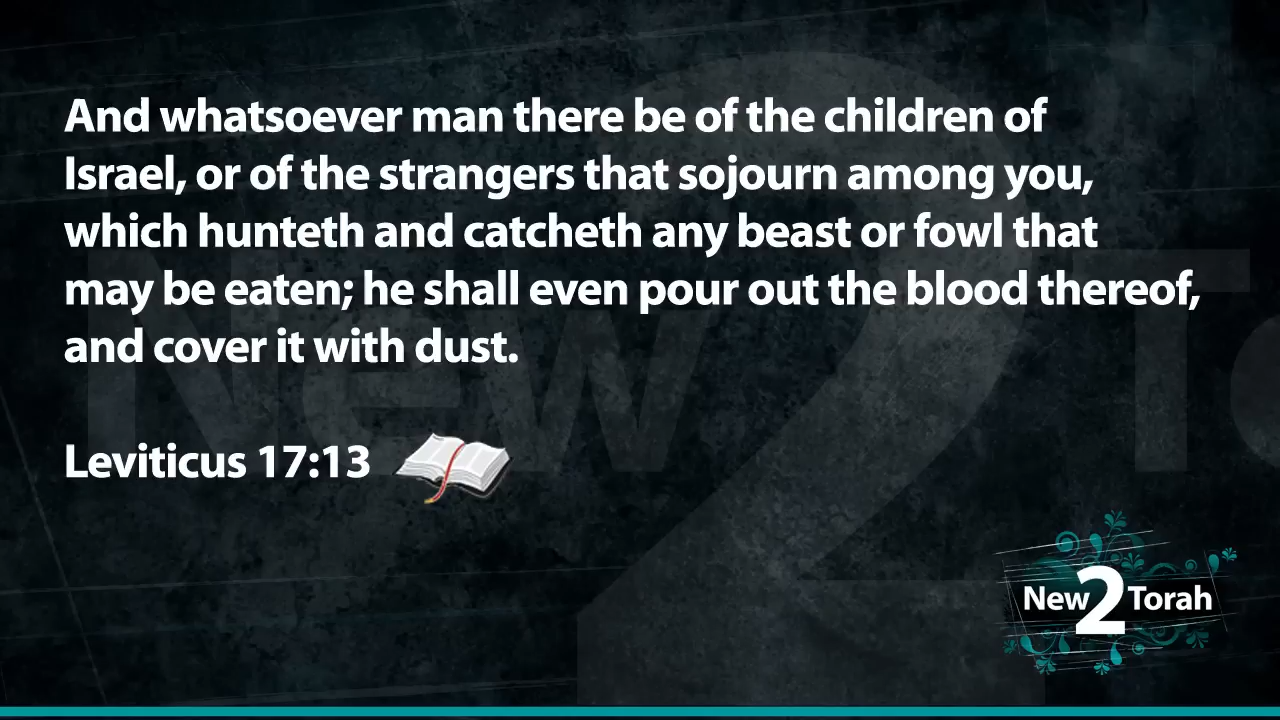 And whatsoever man there be of the children of
Israel, or of the strangers that sojourn among you,
which hunteth and catcheth any beast or fowl that
may be eaten; he shall even pour out the blood thereof,
and cover it with dust.
Leviticus 17:13
New2Torah
New 2 To